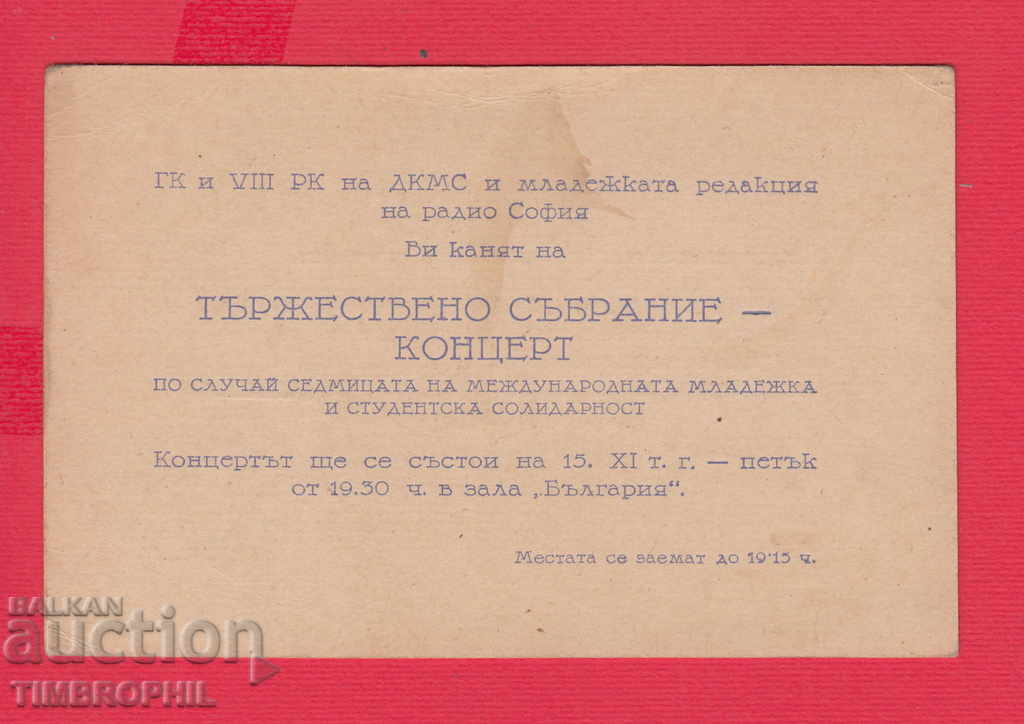 ГК и VIII РК на ДКМС и младежката редакция
на радио София
Ви канят на
ТЪРЖЕСТВЕНО СЪБРАНИЕ —
КОНЦЕРТ
ПО СЛУЧАЙ СЕДМИЦАТА НА МЕЖДУНАРОДНАТА МЛАДЕЖКА
И СТУДЕНТСКА СОЛИДАРНОСТ
Концертът ще се състои на 15. XI т. г. — петък
от 19.30 ч. в зала „България“.
Местата се заемат до 19·15 ч.
BALKAN
auction
TIMBROPHIL